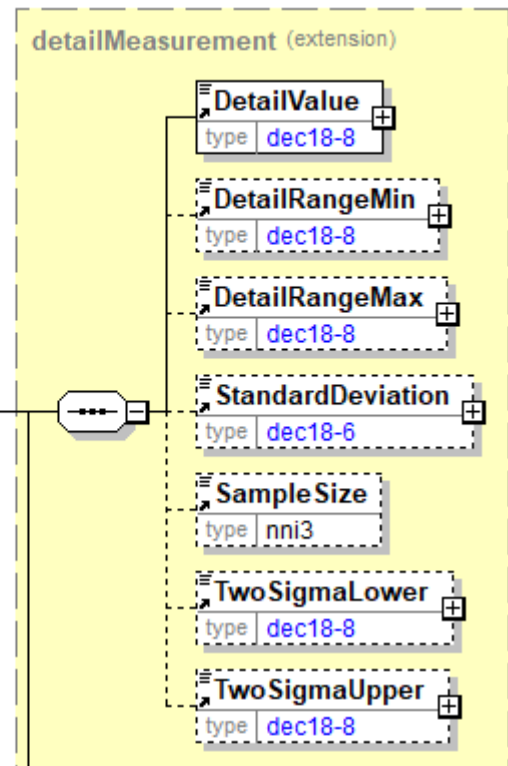 detailMeasurement (extension)
DetailValue
type dec18-8
DetailRangeMin
type dec18-8
DetailRangeMax
type dec18-8
StandardDeviation
type dec18-6
SampleSize
type nni3
TwoSigmaLower
type dec18-8
TwoSigmaUpper
type dec18-8